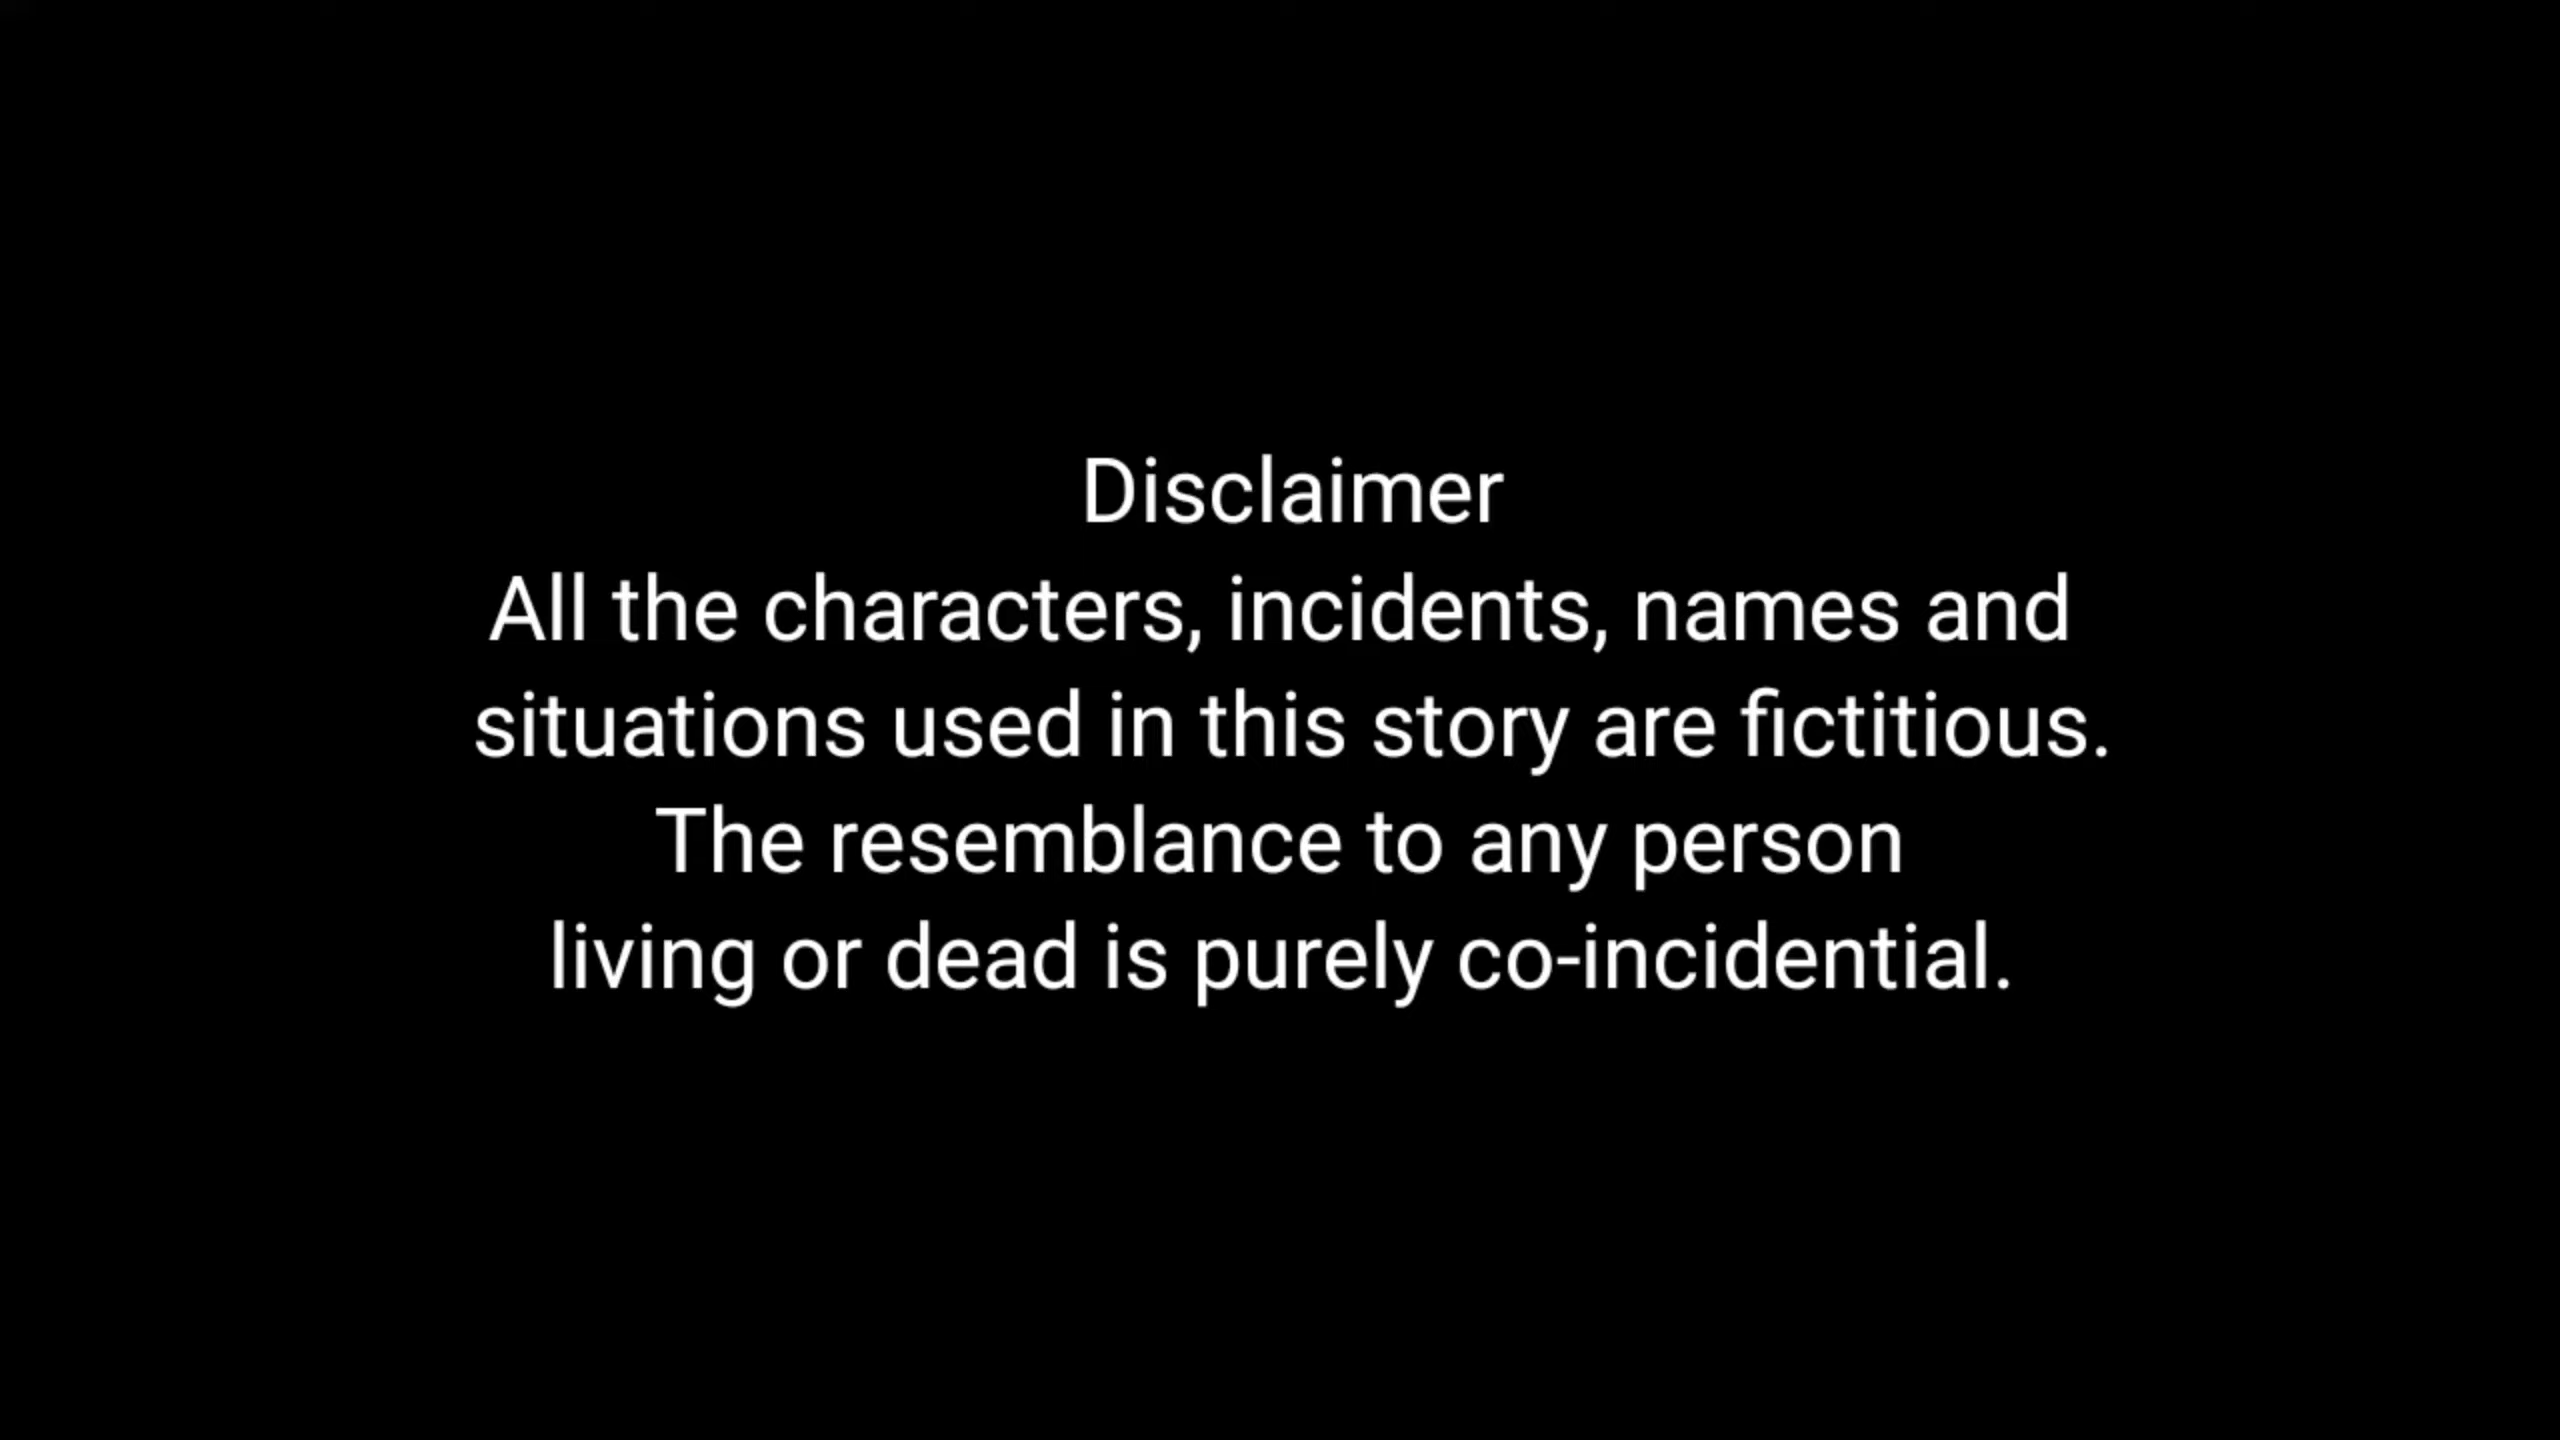 Disclaimer
All the characters, incidents, names and
situations used in this story are fictitious.
The resemblance to any person
living or dead is purely co-incidential.